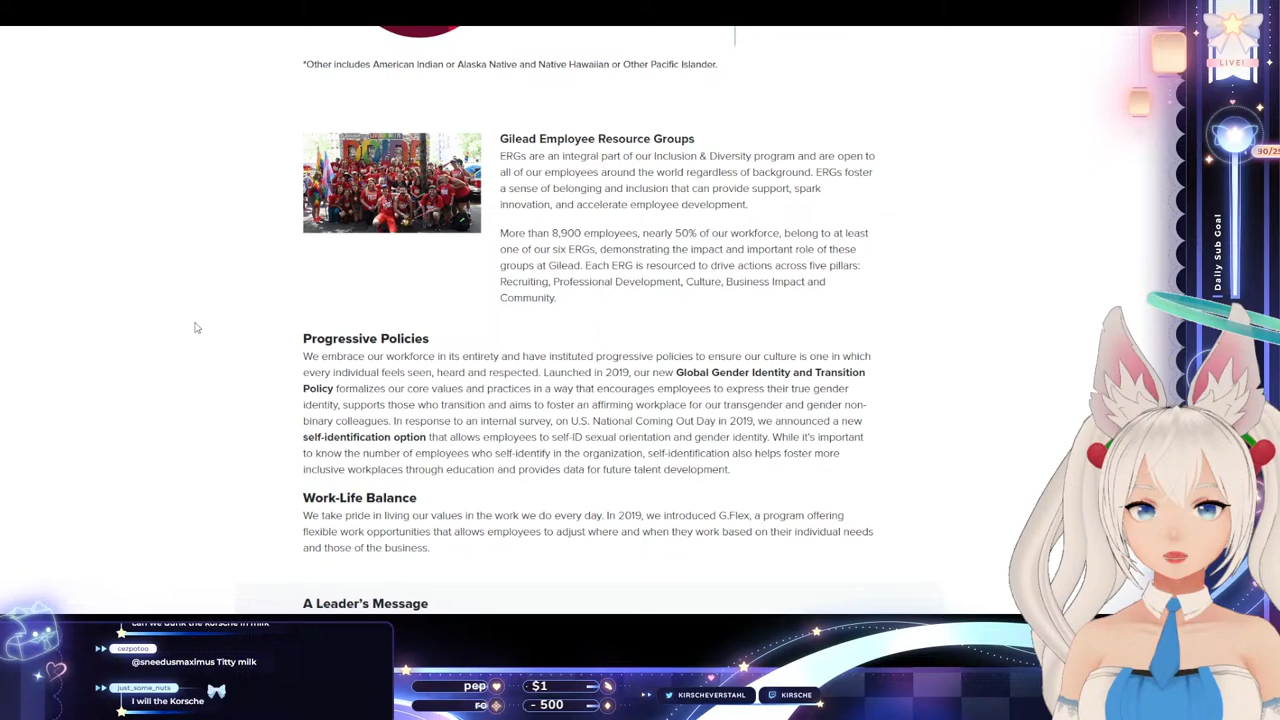 *Other includes American Indian or Alaska Native and Native Hawaiian or Other Pacific Islander.
LIVE!
PRIDE
90/25
Daily Sub Goal
Gilead Employee Resource Groups
ERGs are an integral part of our Inclusion & Diversity program and are open to
all of our employees around the world regardless of background. ERGs foster
a sense of belonging and inclusion that can provide support, spark
innovation, and accelerate employee development.
More than 8,900 employees, nearly 50% of our workforce, belong to at least
one of our six ERGs, demonstrating the impact and important role of these
groups at Gilead. Each ERG is resourced to drive actions across five pillars:
Recruiting, Professional Development, Culture, Business Impact and
Community.
Progressive Policies
We embrace our workforce in its entirety and have instituted progressive policies to ensure our culture is one in which
every individual feels seen, heard and respected. Launched in 2019, our new Global Gender Identity and Transition
Policy formalizes our core values and practices in a way that encourages employees to express their true gender
identity, supports those who transition and aims to foster an affirming workplace for our transgender and gender non-
binary colleagues. In response to an internal survey, on U.S. National Coming Out Day in 2019, we announced a new
self-identification option that allows employees to self-ID sexual orientation and gender identity. While it's important
to know the number of employees who self-identify in the organization, self-identification also helps foster more
inclusive workplaces through education and provides data for future talent development.
Work-Life Balance
We take pride in living our values in the work we do every day. In 2019, we introduced G.Flex, a program offering
flexible work opportunities that allows employees to adjust where and when they work based on their individual needs
and those of the business.
A Leader's Message
can we dunk the Korsche in milk
cezpotoo
@sneedusmaximus Titty milk
just_some_nuts
I will the Korsche
pep
$1
ro
- 500
KIRSCHEVERSTAHL
KIRSCHE